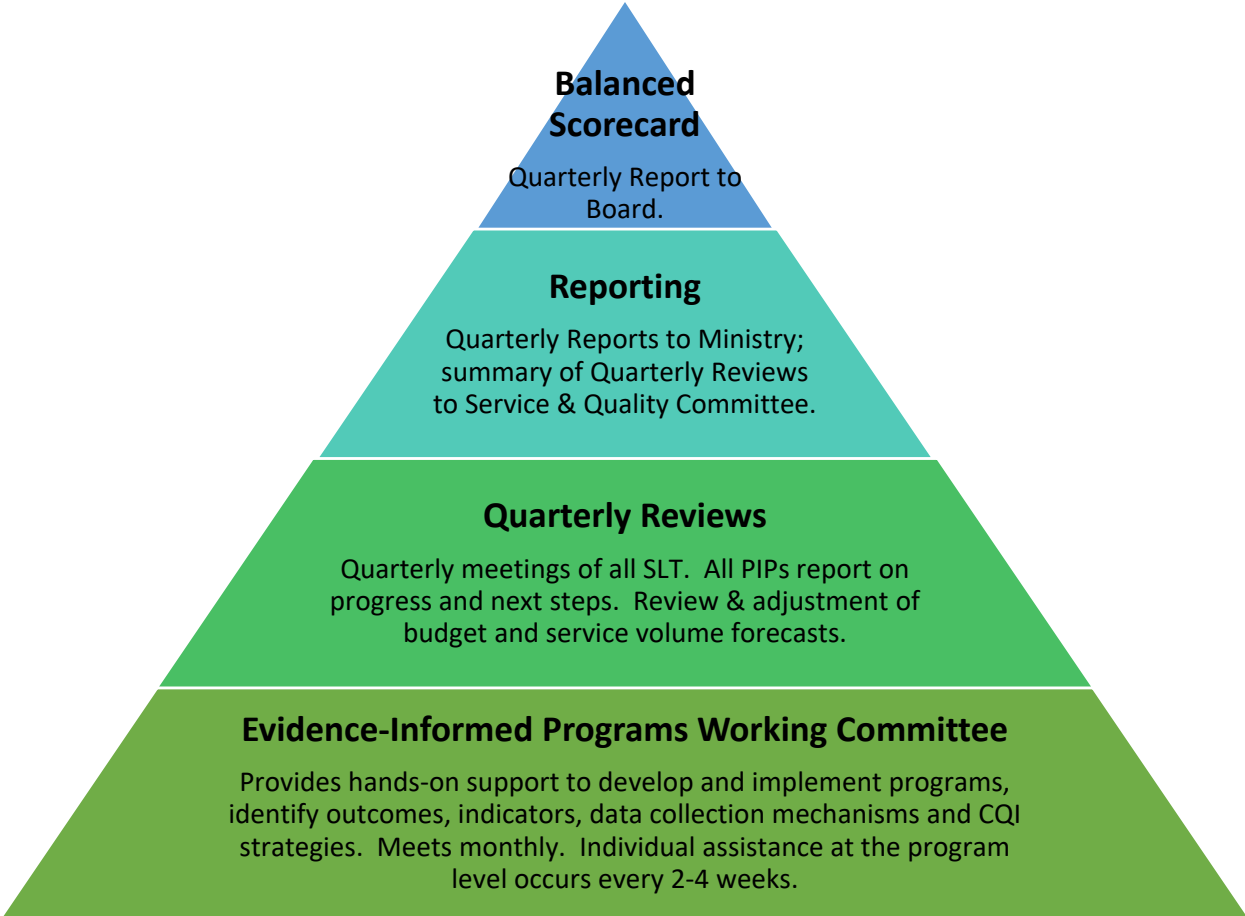 Balanced
Scorecard
Quarterly Report to
Board.
Reporting
Quarterly Reports to Ministry;
summary of Quarterly Reviews
to Service & Quality Committee.
Quarterly Reviews
Quarterly meetings of all SLT.  All PIPs report on
progress and next steps.  Review & adjustment of
budget and service volume forecasts.
Evidence-Informed Programs Working Committee
Provides hands-on support to develop and implement programs,
identify outcomes, indicators, data collection mechanisms and CQI
strategies.  Meets monthly.  Individual assistance at the program
level occurs every 2-4 weeks.